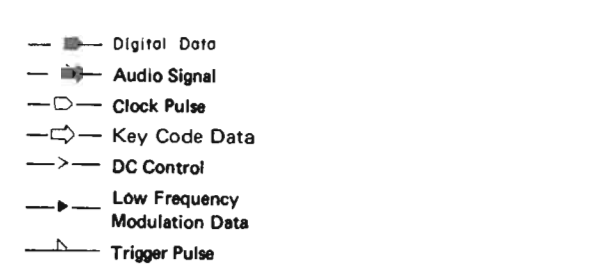 Digital Data
Audio Signal
Clock Pulse
Key Code Data
DC Control
Low Frequency
Modulation Data
Trigger Pulse